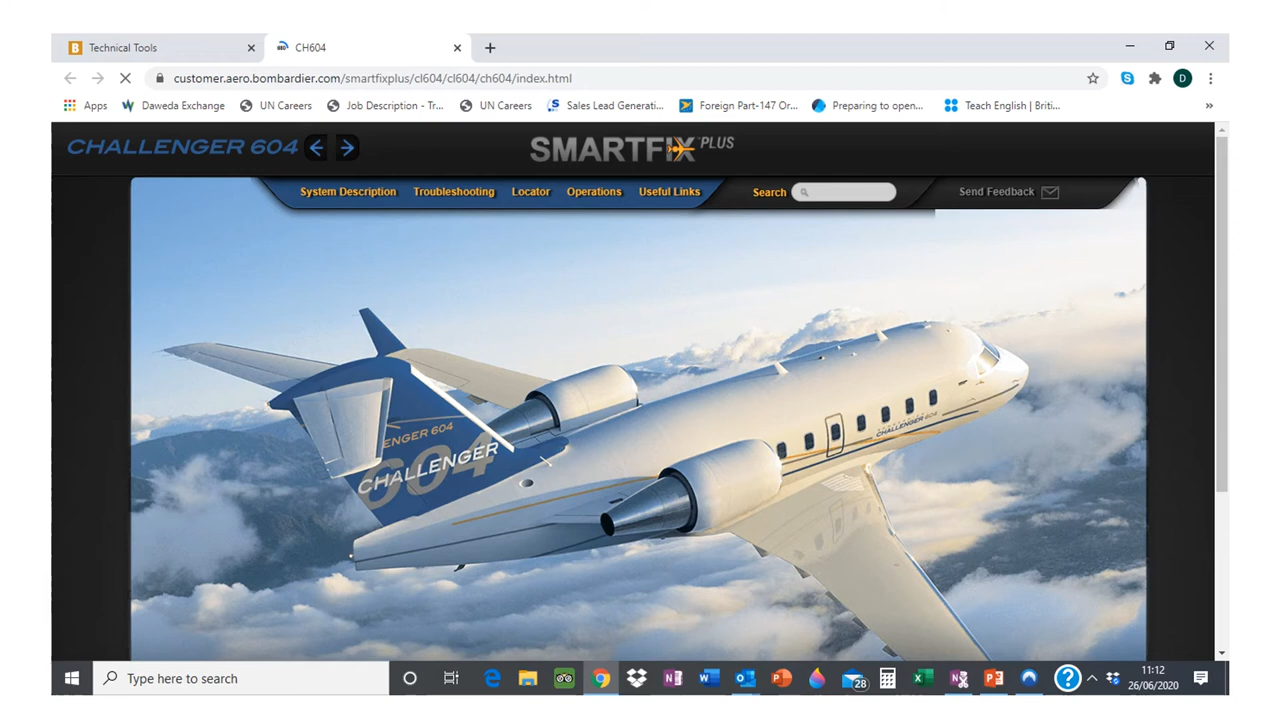 Technical Tools
CH604
customer.aero.bombardier.com/smartfixplus/cl604/cl604/ch604/index.html
D
Apps Daweda Exchange UN Careers Job Description - Tr... UN Careers Sales Lead Generati... Foreign Part-147 Or... Preparing to open... Teach English | Briti... »
CHALLENGER 604
SMARTFIX PLUS
System Description Troubleshooting Locator Operations Useful Links Search Send Feedback
CHALLENGER 604
604
CHALLENGER
CHALLENGER 604
Type here to search
28
11:12
26/06/2020